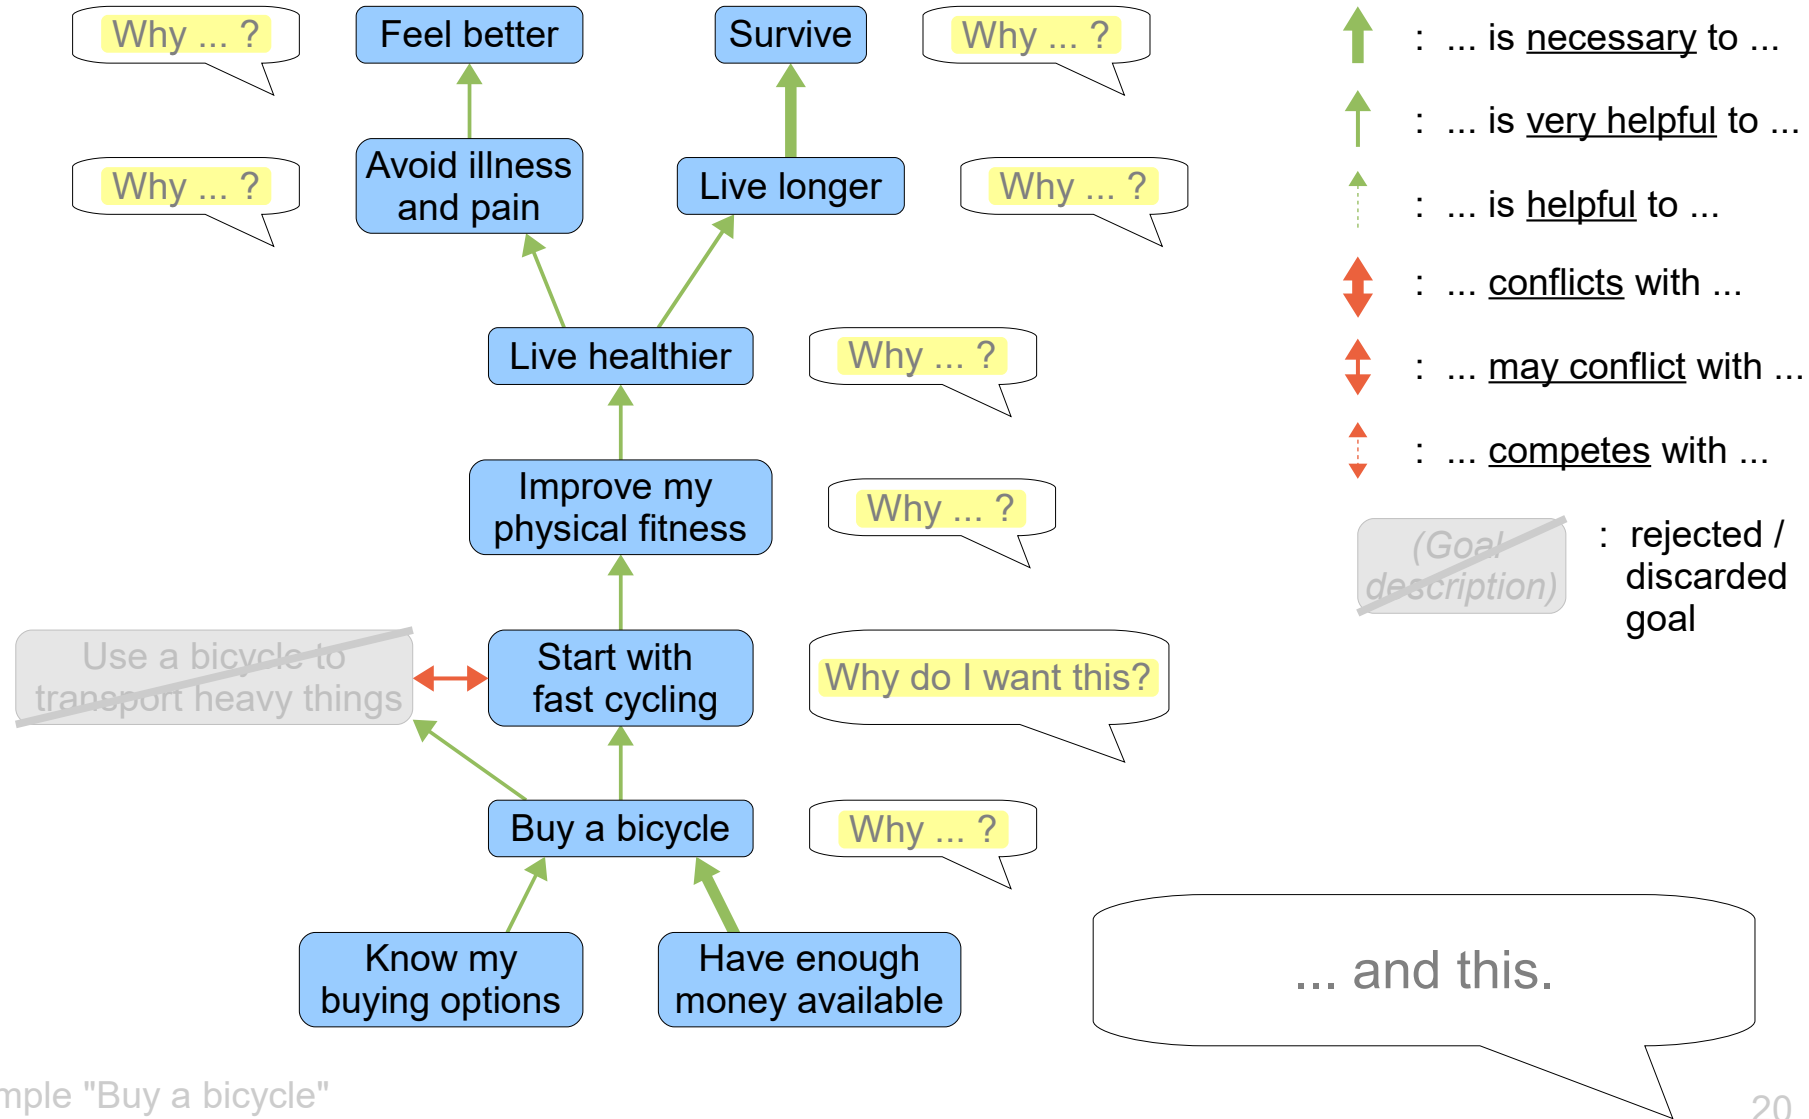 Why ... ?
Feel better
Survive
Why ... ?
Why ... ?
Avoid illness
and pain
Live longer
Why ... ?
Live healthier
Why ... ?
Improve my
physical fitness
Why ... ?
Use a bicycle to
transport heavy things
Start with
fast cycling
Why do I want this?
Buy a bicycle
Why ... ?
Know my
buying options
Have enough
money available
... and this.
: ... is necessary to ...
: ... is very helpful to ...
: ... is helpful to ...
: ... conflicts with ...
: ... may conflict with ...
: ... competes with ...
(Goal
description)
: rejected /
discarded
goal
mple "Buy a bicycle"
20